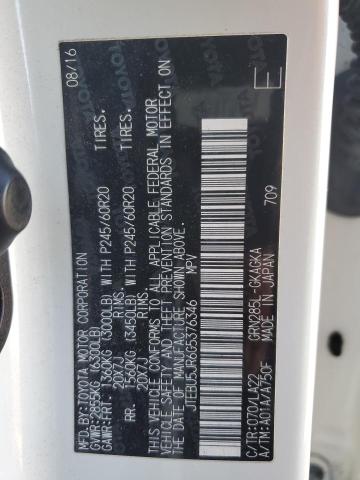 MFD.BY:TOYOTA MOTOR CORPORATION 08/16
GVWR:2855KG (6300LB)
GAWR:FRT. 1360KG (3000LB) WITH P245/60R20 TIRES.
20X7J RIMS.
RR. 1560KG (3450LB) WITH P245/60R20 TIRES.
20X7J RIMS.
THIS VEHICLE CONFORMS TO ALL APPLICABLE FEDERAL MOTOR
VEHICLE SAFETY AND THEFT PREVENTION STANDARDS IN EFFECT ON
THE DATE OF MANUFACTURE SHOWN ABOVE.
JTEBU5JR6G5376346 MPV
C/TR:070/LA22 GRN285L-GKAGKA
A/TM:A01A/A750F MADE IN JAPAN 709
E